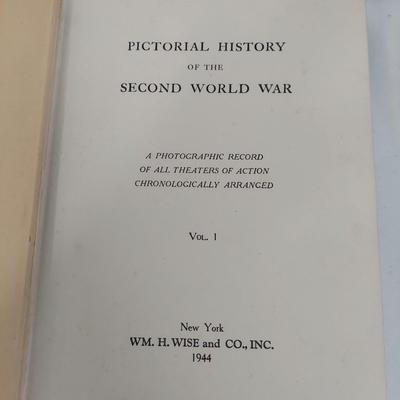 PICTORIAL HISTORY
OF THE
SECOND WORLD WAR
A PHOTOGRAPHIC RECORD
OF ALL THEATERS OF ACTION
CHRONOLOGICALLY ARRANGED
VOL. I
New York
WM. H. WISE and CO., INC.
1944